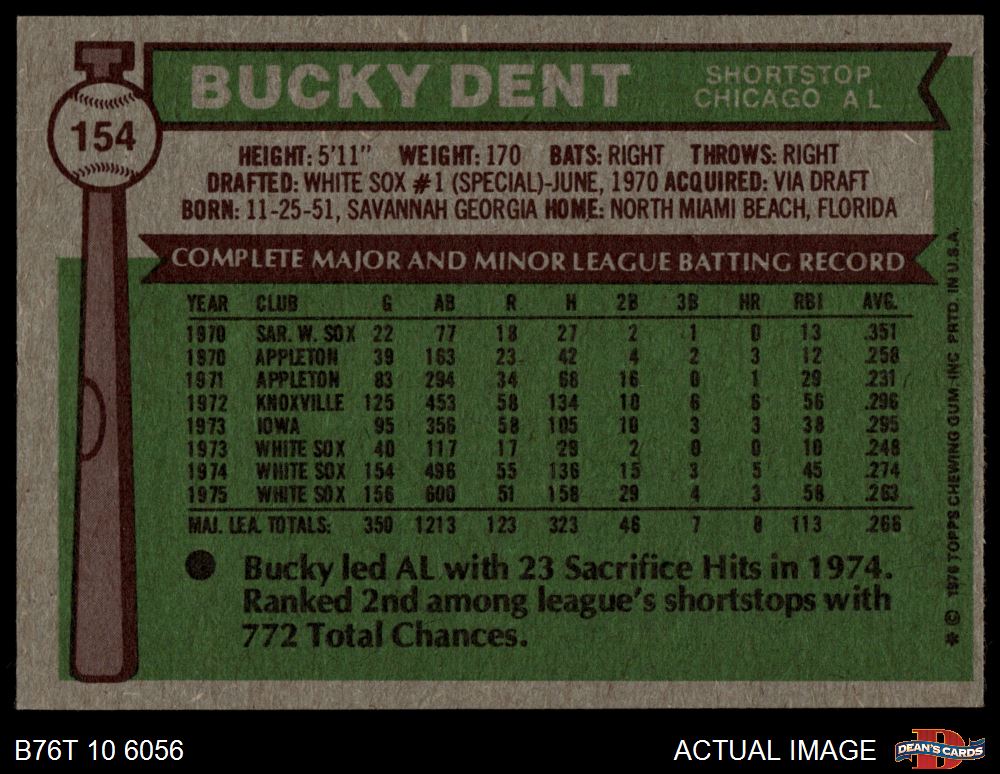 BUCKY DENT
SHORTSTOP
CHICAGO AL
154
HEIGHT: 5'11" WEIGHT: 170 BATS: RIGHT THROWS: RIGHT
DRAFTED: WHITE SOX #1 (SPECIAL)-JUNE, 1970 ACQUIRED: VIA DRAFT
BORN: 11-25-51, SAVANNAH GEORGIA HOME: NORTH MIAMI BEACH, FLORIDA
COMPLETE MAJOR AND MINOR LEAGUE BATTING RECORD
YEAR CLUB G AB R H 2B 3B HR RBI AVG.
1970 SAR. W. SOX 22 77 18 27 2 1 0 13 .351
1970 APPLETON 39 163 23 42 4 2 3 12 .258
1971 APPLETON 83 294 34 68 16 0 1 29 .231
1972 KNOXVILLE 125 453 58 134 10 6 6 56 .296
1973 IOWA 95 356 58 105 10 3 3 38 .295
1973 WHITE SOX 40 117 17 29 2 0 0 10 .248
1974 WHITE SOX 154 496 55 136 15 3 5 45 .274
1975 WHITE SOX 156 600 51 158 29 4 3 58 .263
MAJ. LEA. TOTALS: 350 1213 123 323 46 7 8 113 .266
Bucky led AL with 23 Sacrifice Hits in 1974.
Ranked 2nd among league's shortstops with
772 Total Chances.
* © 1976 TOPPS CHEWING GUM INC PRTD. IN U.S.A.
B76T 10 6056
ACTUAL IMAGE
DEAN'S CARDS